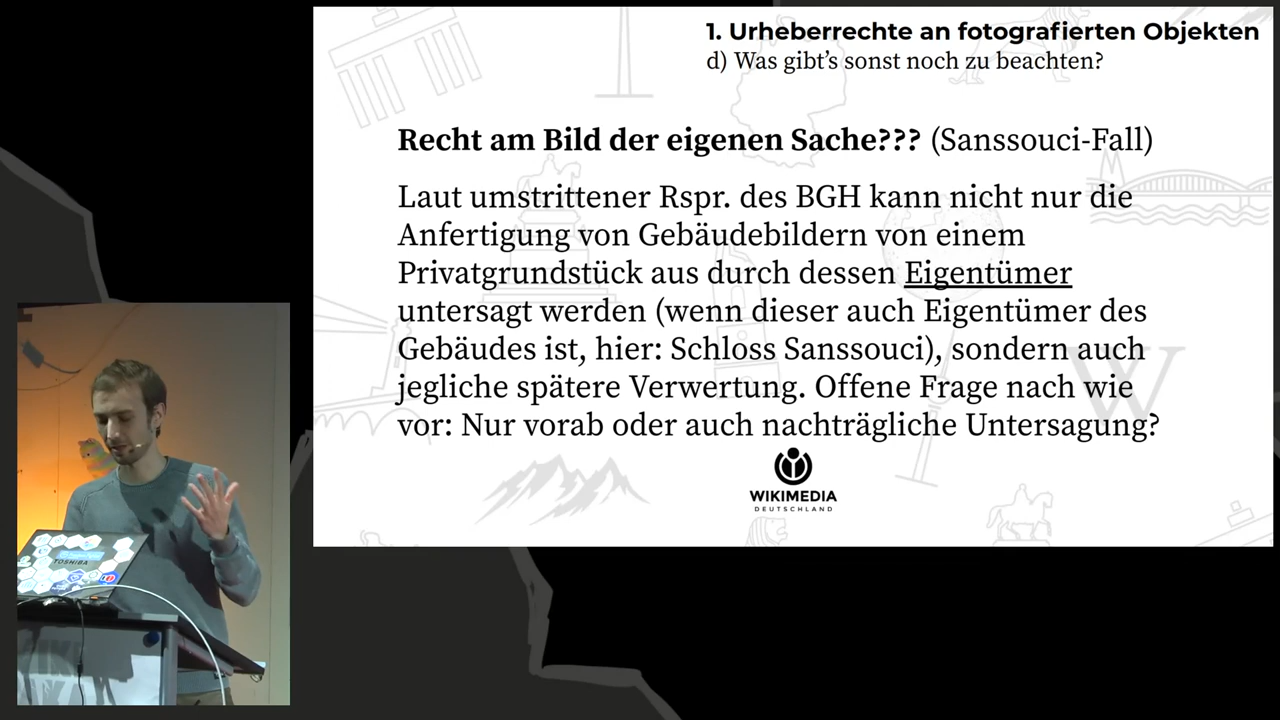 1. Urheberrechte an fotografierten Objekten
d) Was gibt’s sonst noch zu beachten?
Recht am Bild der eigenen Sache??? (Sanssouci-Fall)
Laut umstrittener Rspr. des BGH kann nicht nur die
Anfertigung von Gebäudebildern von einem
Privatgrundstück aus durch dessen Eigentümer
untersagt werden (wenn dieser auch Eigentümer des
Gebäudes ist, hier: Schloss Sanssouci), sondern auch
jegliche spätere Verwertung. Offene Frage nach wie
vor: Nur vorab oder auch nachträgliche Untersagung?
W
WIKIMEDIA
DEUTSCHLAND
TOSHIBA